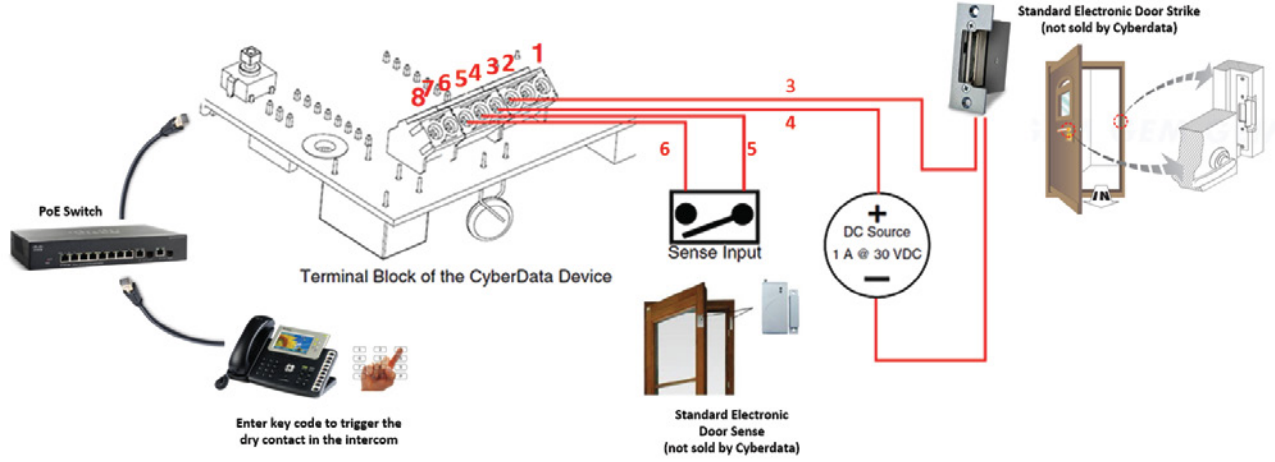 Standard Electronic Door Strike
(not sold by Cyberdata)
1
2
3
4
5
6
7
8
3
4
6
5
PoE Switch
+
DC Source
1 A @ 30 VDC
Sense Input
IN
Terminal Block of the CyberData Device
Enter key code to trigger the
dry contact in the intercom
Standard Electronic
Door Sense
(not sold by Cyberdata)